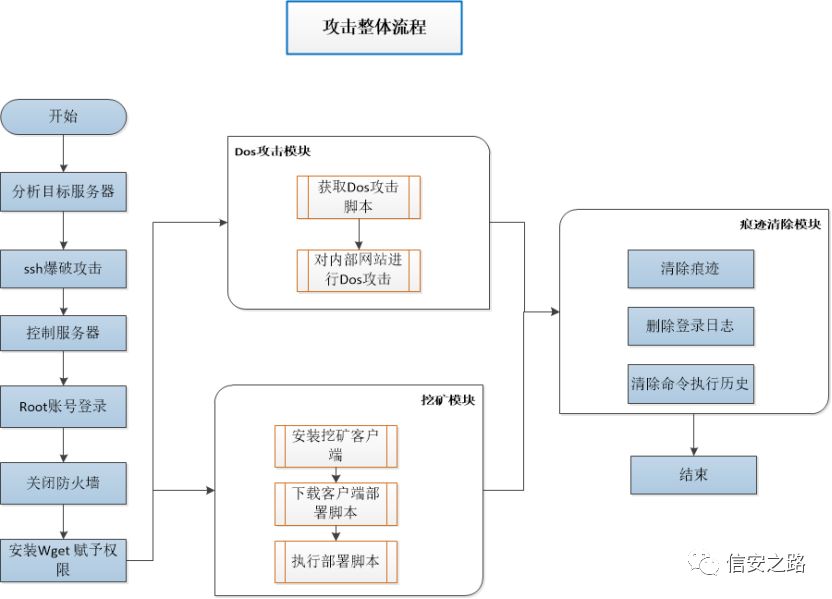 攻击整体流程
开始
分析目标服务器
ssh爆破攻击
控制服务器
Root账号登录
关闭防火墙
安装Wget 赋予权
限
Dos攻击模块
获取Dos攻击
脚本
对内部网站进
行Dos攻击
挖矿模块
安装挖矿客户
端
下载客户端部
署脚本
执行部署脚本
痕迹清除模块
清除痕迹
删除登录日志
清除命令执行历史
结束
信安之路